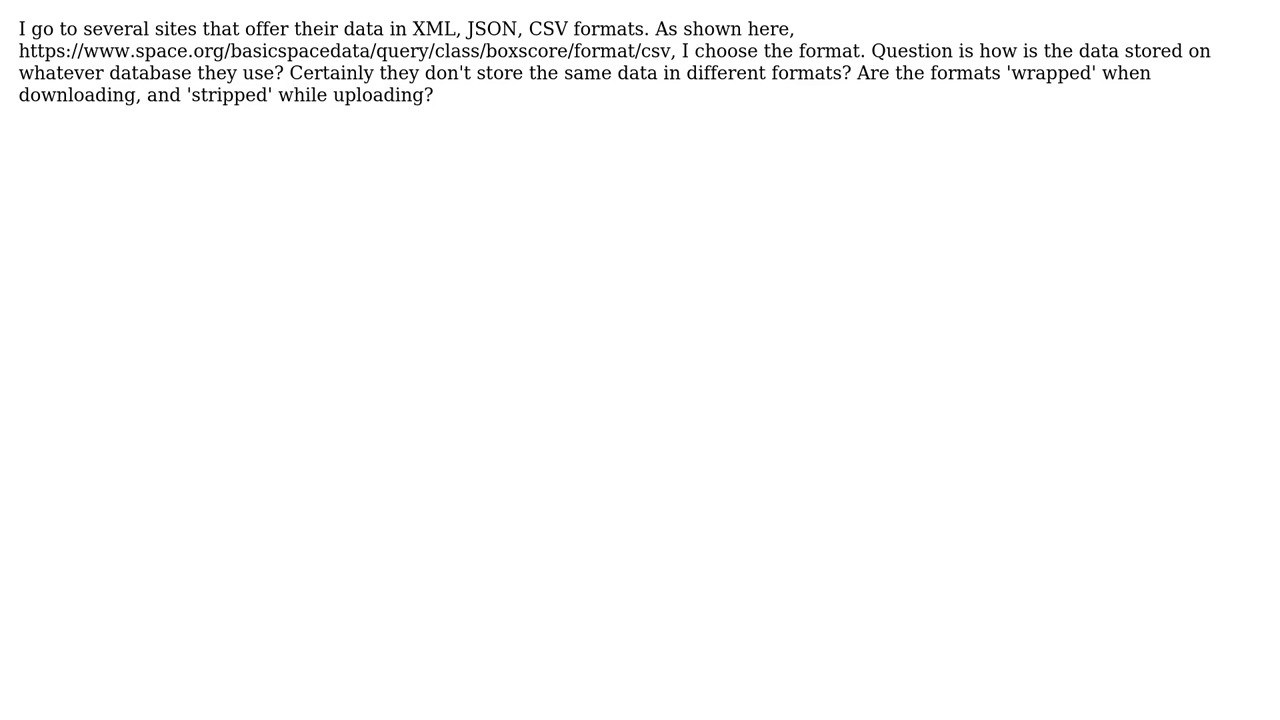 I go to several sites that offer their data in XML, JSON, CSV formats. As shown here,
https://www.space.org/basicspacedata/query/class/boxscore/format/csv, I choose the format. Question is how is the data stored on
whatever database they use? Certainly they don't store the same data in different formats? Are the formats 'wrapped' when
downloading, and 'stripped' while uploading?